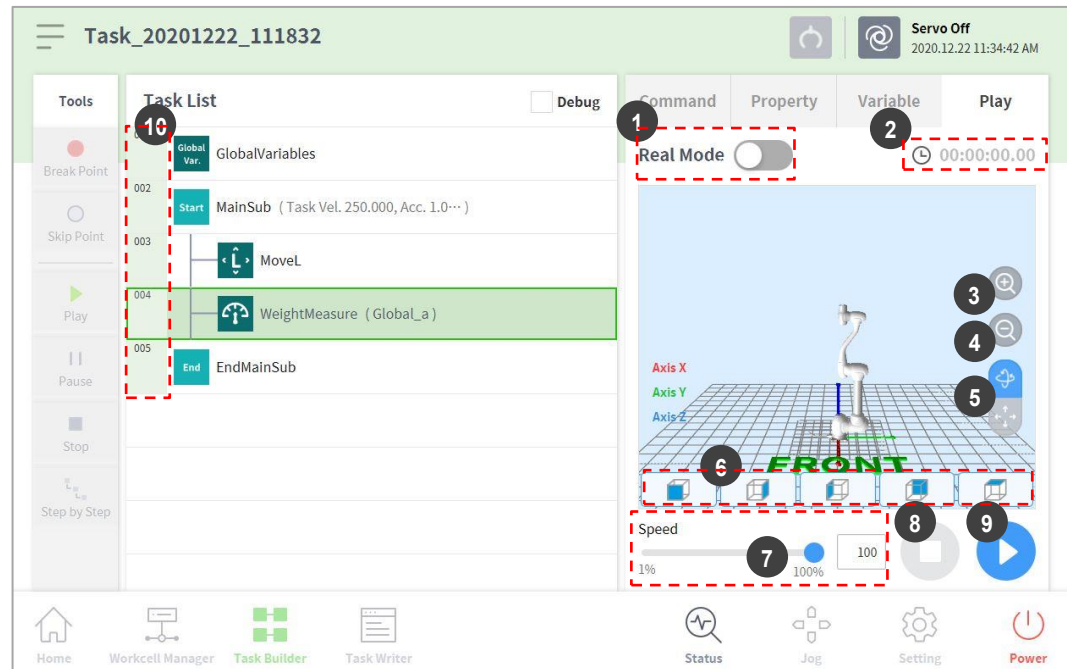 Task_20201222_111832
Servo Off
2020.12.22 11:34:42 AM
Tools
Task List
Debug
Command
Property
Variable
Play
1
2
10
Global
Var.
GlobalVariables
Real Mode
00:00:00.00
Break Point
002
Start
MainSub ( Task Vel. 250.000, Acc. 1.0··· )
Skip Point
003
L
MoveL
3
004
WeightMeasure ( Global_a )
Play
4
005
End
EndMainSub
Pause
Axis X
Axis Y
Axis Z
5
Stop
6
FRONT
Step by Step
Speed
7
8
9
1%
100%
100
Home
Workcell Manager
Task Builder
Task Writer
Status
Jog
Setting
Power